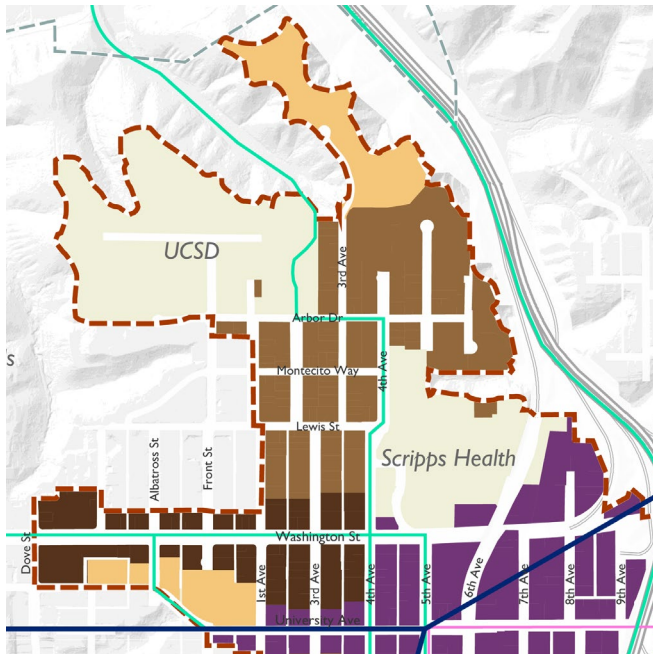 UCSD
3rd Ave
Arbor Dr
s
Montecito Way
4th Ave
Lewis St
Albatross St
Front St
Scripps Health
Washington St
Dove St
1st Ave
3rd Ave
4th Ave
5th Ave
6th Ave
7th Ave
8th Ave
9th Ave
University Ave